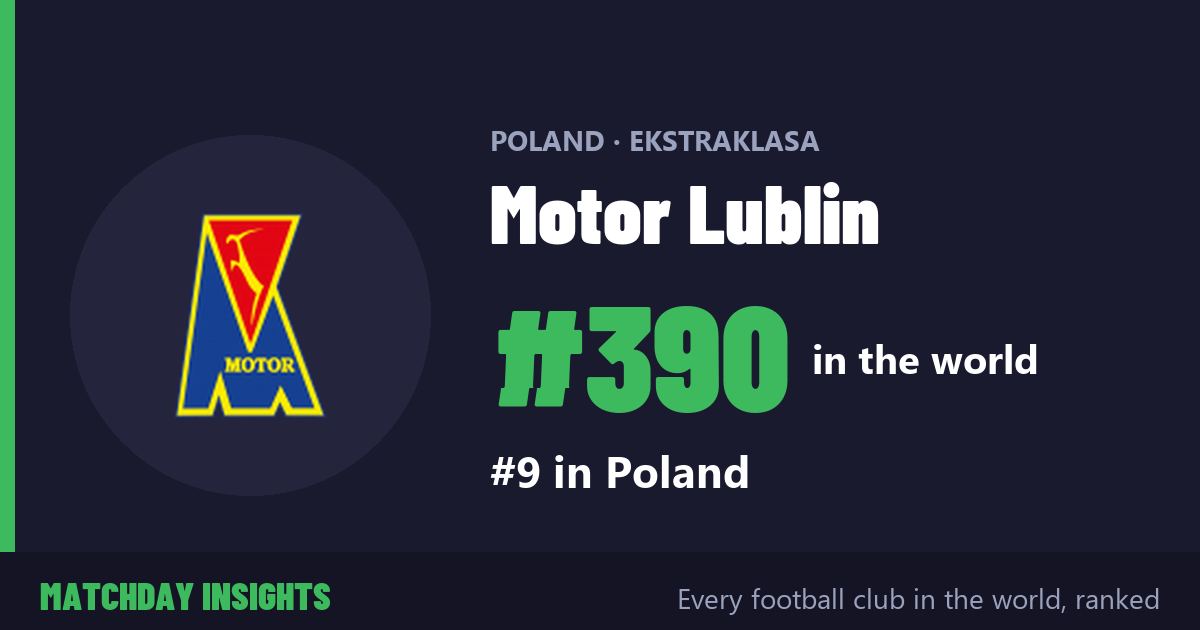 POLAND · EKSTRAKLASA
Motor Lublin
MOTOR
#390 in the world
#9 in Poland
MATCHDAY INSIGHTS
Every football club in the world, ranked